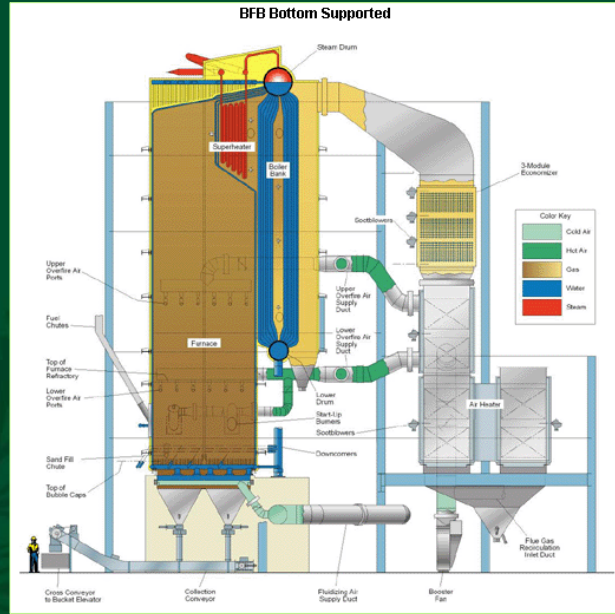 BFB Bottom Supported
Steam Drum
Superheater
Boiler
Bank
3-Module
Economizer
Sootblowers
Color Key
Cold Air
Hot Air
Gas
Water
Steam
Upper
Overfire Air
Ports
Upper
Overfire Air
Supply
Duct
Fuel
Chutes
Furnace
Lower
Overfire Air
Supply
Duct
Top of
Furnace
Refractory
Lower
Overfire Air
Ports
Lower
Drum
Air Heater
Start-Up
Burners
Sootblowers
Sand Fill
Chute
Downcomers
Top of
Bubble Caps
Flue Gas
Recirculation
Inlet Duct
Cross Conveyor
to Bucket Elevator
Collection
Conveyor
Fluidizing Air
Supply Duct
Booster
Fan